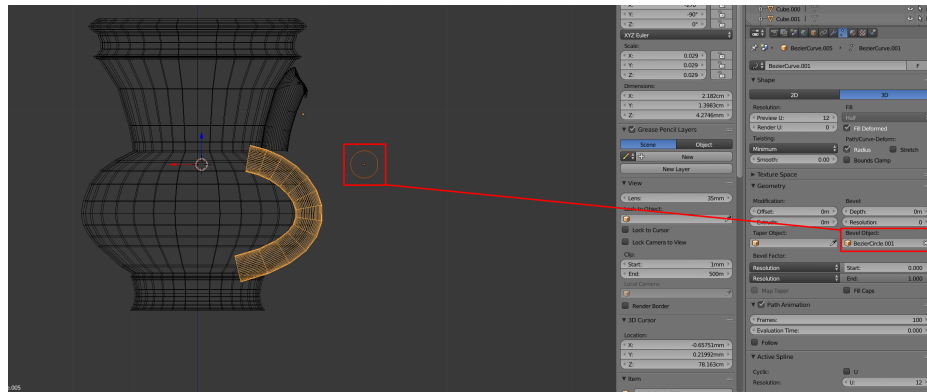 Cube.000
Cube.001
Y: -90°
Z: 0°
XYZ Euler
Scale:
X: 0.029
Y: 0.029
Z: 0.029
Dimensions:
X: 2.182cm
Y: 1.3983cm
Z: 4.2746cm
Grease Pencil Layers
Scene Object
New
New Layer
View
Lens: 35mm
Lock to Object:
Lock to Cursor
Lock Camera to View
Clip:
Start: 1mm
End: 500m
Local Camera:
Render Border
3D Cursor
Location:
X: -0.65751mm
Y: 0.21992mm
Z: 78.163cm
Item
BezierCurve.005 BezierCurve.001
BezierCurve.001 F
Shape
2D 3D
Resolution: Fill:
Preview U: 12 Half
Render U: 0 Fill Deformed
Twisting: Path/Curve-Deform:
Minimum Radius Stretch
Smooth: 0.00 Bounds Clamp
Texture Space
Geometry
Modification: Bevel:
Offset: 0m Depth: 0m
Extrude: 0m Resolution: 0
Taper Object: Bevel Object:
BezierCircle.001
Bevel Factor:
Resolution Start: 0.000
Resolution End: 1.000
Map Taper Fill Caps
Path Animation
Frames: 100
Evaluation Time: 0.000
Follow
Active Spline
Cyclic: U
Resolution: U: 12
.005